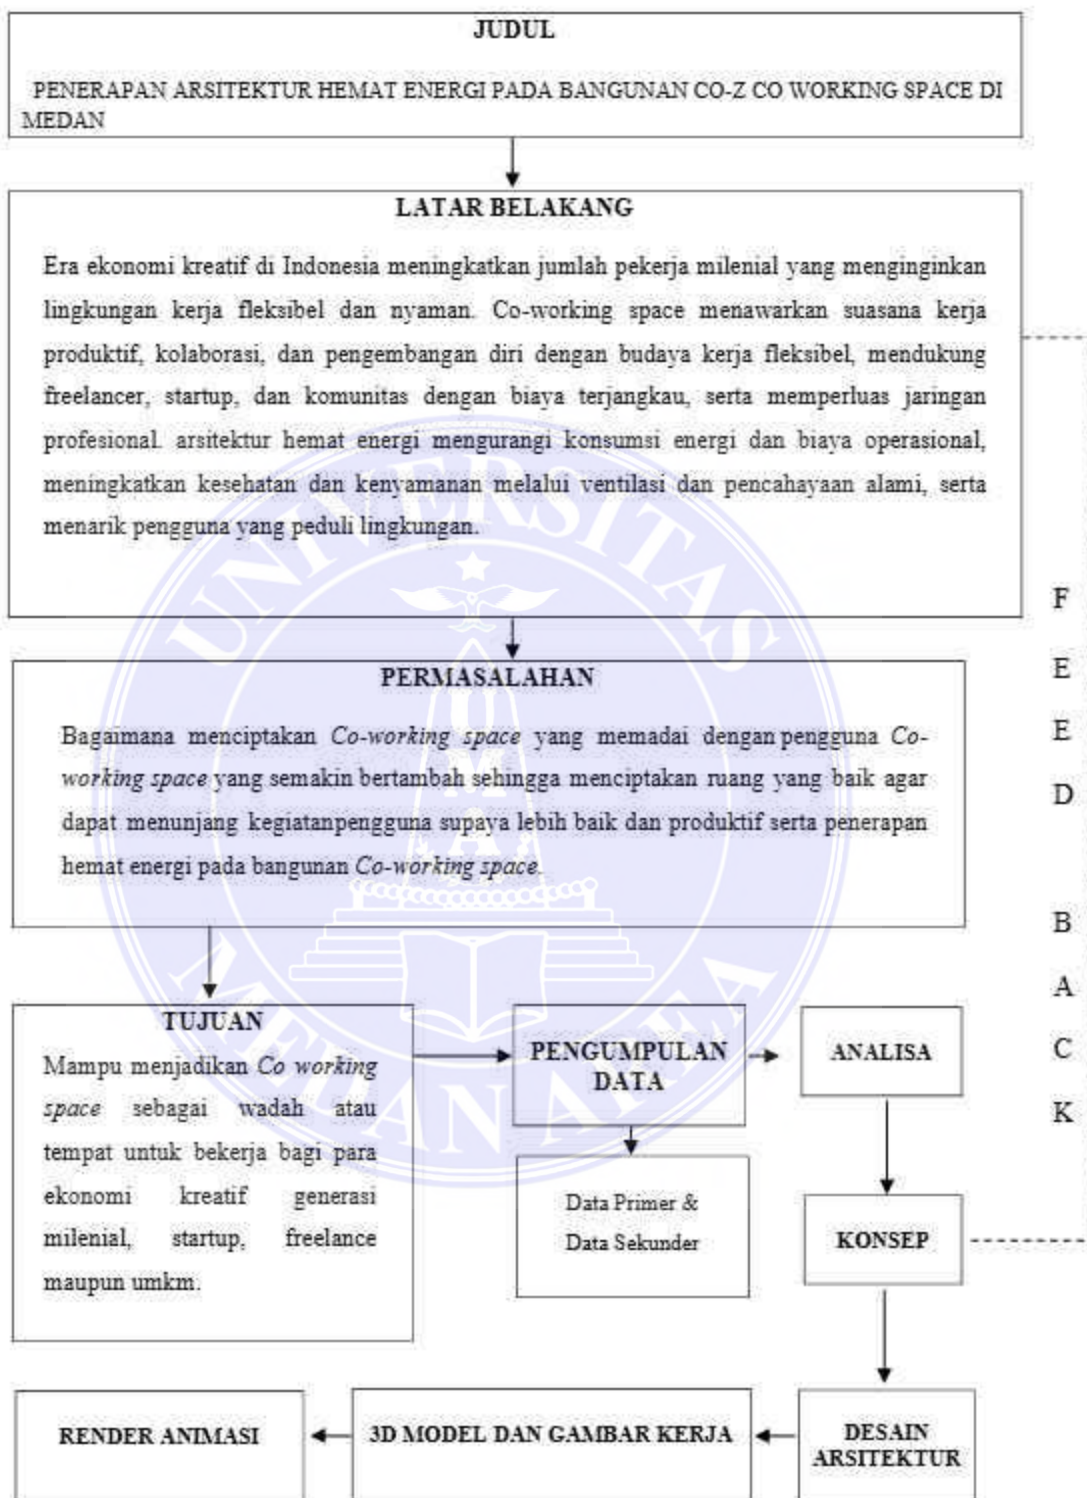 JUDUL
PENERAPAN ARSITEKTUR HEMAT ENERGI PADA BANGUNAN CO-Z CO WORKING SPACE DI
MEDAN
LATAR BELAKANG
Era ekonomi kreatif di Indonesia meningkatkan jumlah pekerja milenial yang menginginkan
lingkungan kerja fleksibel dan nyaman. Co-working space menawarkan suasana kerja
produktif, kolaborasi, dan pengembangan diri dengan budaya kerja fleksibel, mendukung
freelancer, startup, dan komunitas dengan biaya terjangkau, serta memperluas jaringan
profesional. arsitektur hemat energi mengurangi konsumsi energi dan biaya operasional,
meningkatkan kesehatan dan kenyamanan melalui ventilasi dan pencahayaan alami, serta
menarik pengguna yang peduli lingkungan.
PERMASALAHAN
Bagaimana menciptakan Co-working space yang memadai dengan pengguna Co-
working space yang semakin bertambah sehingga menciptakan ruang yang baik agar
dapat menunjang kegiatanpengguna supaya lebih baik dan produktif serta penerapan
hemat energi pada bangunan Co-working space.
TUJUAN
Mampu menjadikan Co working
space sebagai wadah atau
tempat untuk bekerja bagi para
ekonomi kreatif generasi
milenial, startup, freelance
maupun umkm.
PENGUMPULAN
DATA
Data Primer &
Data Sekunder
ANALISA
KONSEP
DESAIN
ARSITEKTUR
3D MODEL DAN GAMBAR KERJA
RENDER ANIMASI
F
E
E
D
B
A
C
K
UNIVERSITAS
MEDAN AREA
U
M
A